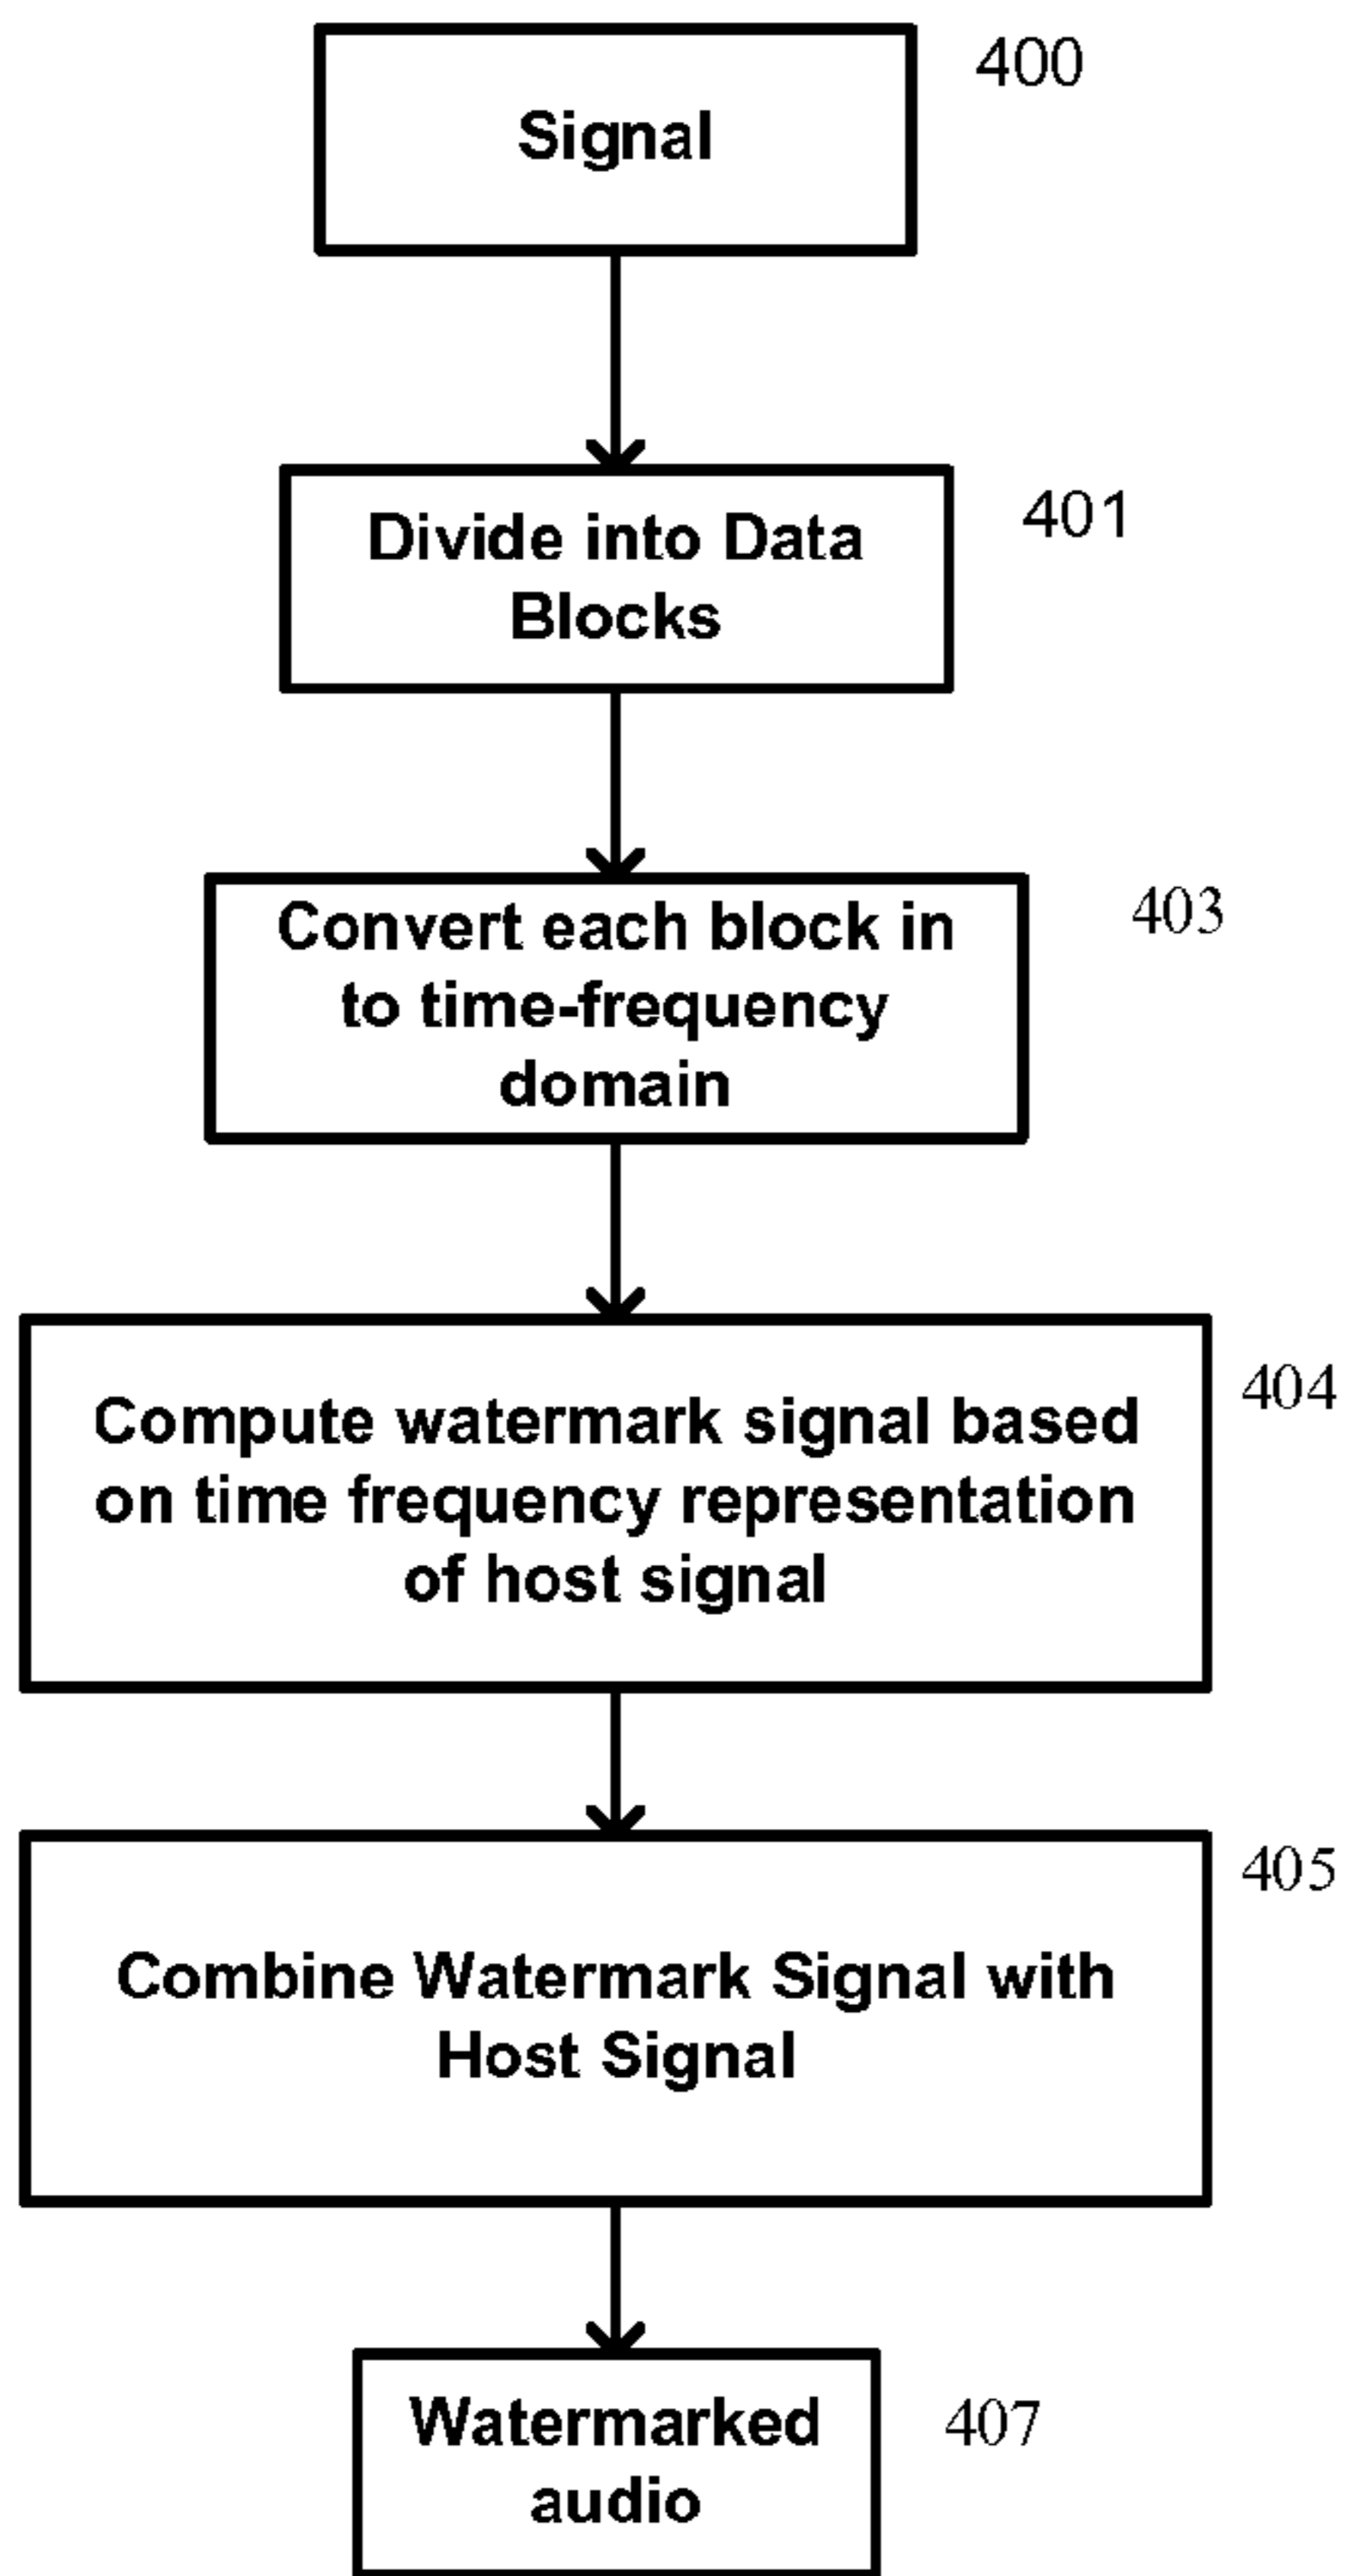 Signal
400
Divide into Data
Blocks
401
Convert each block in
to time-frequency
domain
403
Compute watermark signal based
on time frequency representation
of host signal
404
Combine Watermark Signal with
Host Signal
405
Watermarked
audio
407